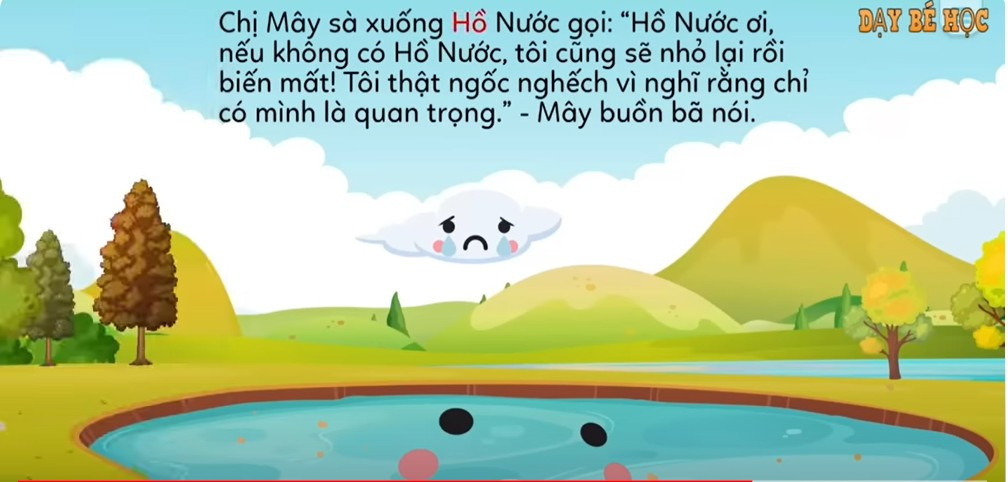 Chị Mây sà xuống Hồ Nước gọi: “Hồ Nước ơi,
nếu không có Hồ Nước, tôi cũng sẽ nhỏ lại rồi
biến mất! Tôi thật ngốc nghếch vì nghĩ rằng chỉ
có mình là quan trọng.” - Mây buồn bã nói.
DẠY BÉ HỌC